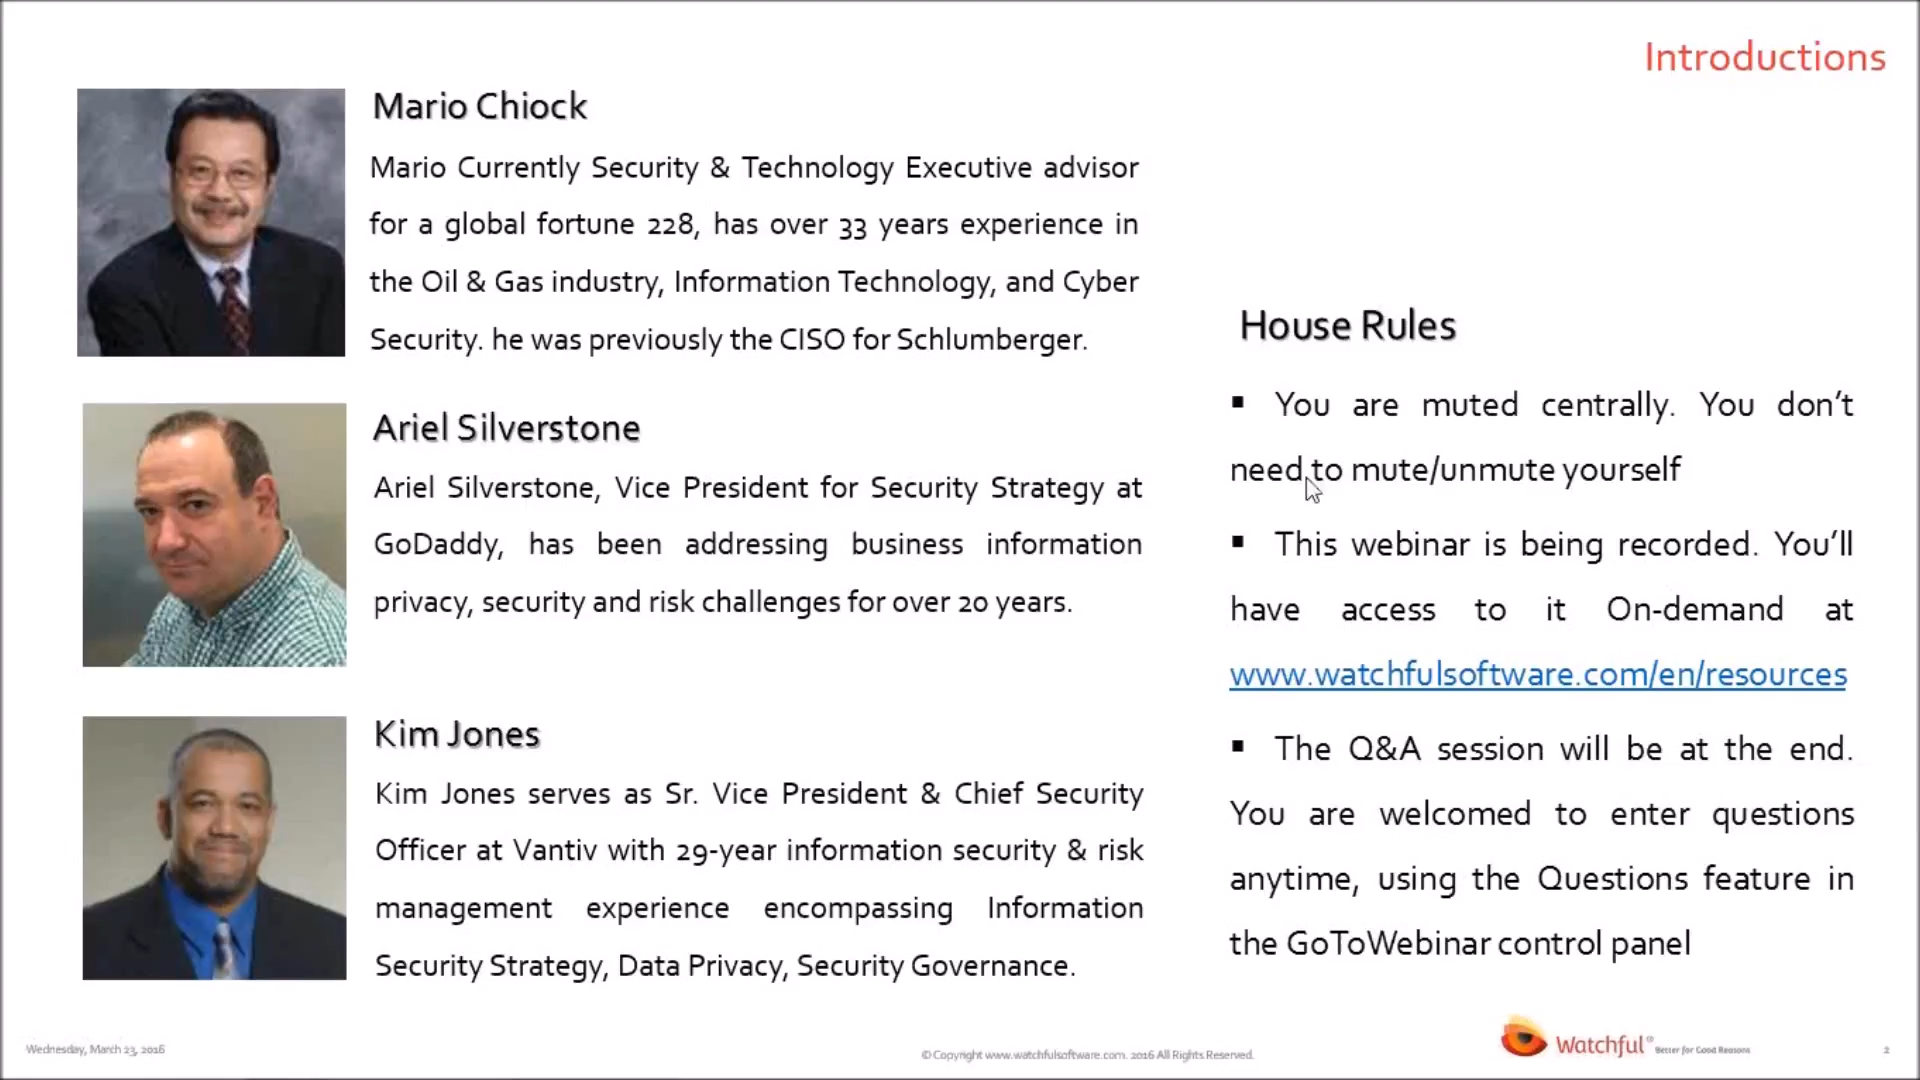 Introductions
Mario Chiock
Mario Currently Security & Technology Executive advisor
for a global fortune 228, has over 33 years experience in
the Oil & Gas industry, Information Technology, and Cyber
Security. he was previously the CISO for Schlumberger.
Ariel Silverstone
Ariel Silverstone, Vice President for Security Strategy at
GoDaddy, has been addressing business information
privacy, security and risk challenges for over 20 years.
Kim Jones
Kim Jones serves as Sr. Vice President & Chief Security
Officer at Vantiv with 29-year information security & risk
management experience encompassing Information
Security Strategy, Data Privacy, Security Governance.
House Rules
▪ You are muted centrally. You don’t
need to mute/unmute yourself
▪ This webinar is being recorded. You’ll
have access to it On-demand at
www.watchfulsoftware.com/en/resources
▪ The Q&A session will be at the end.
You are welcomed to enter questions
anytime, using the Questions feature in
the GoToWebinar control panel
Wednesday, March 23, 2016
© Copyright www.watchfulsoftware.com. 2016 All Rights Reserved.
Watchful® Better for Good Reasons
2